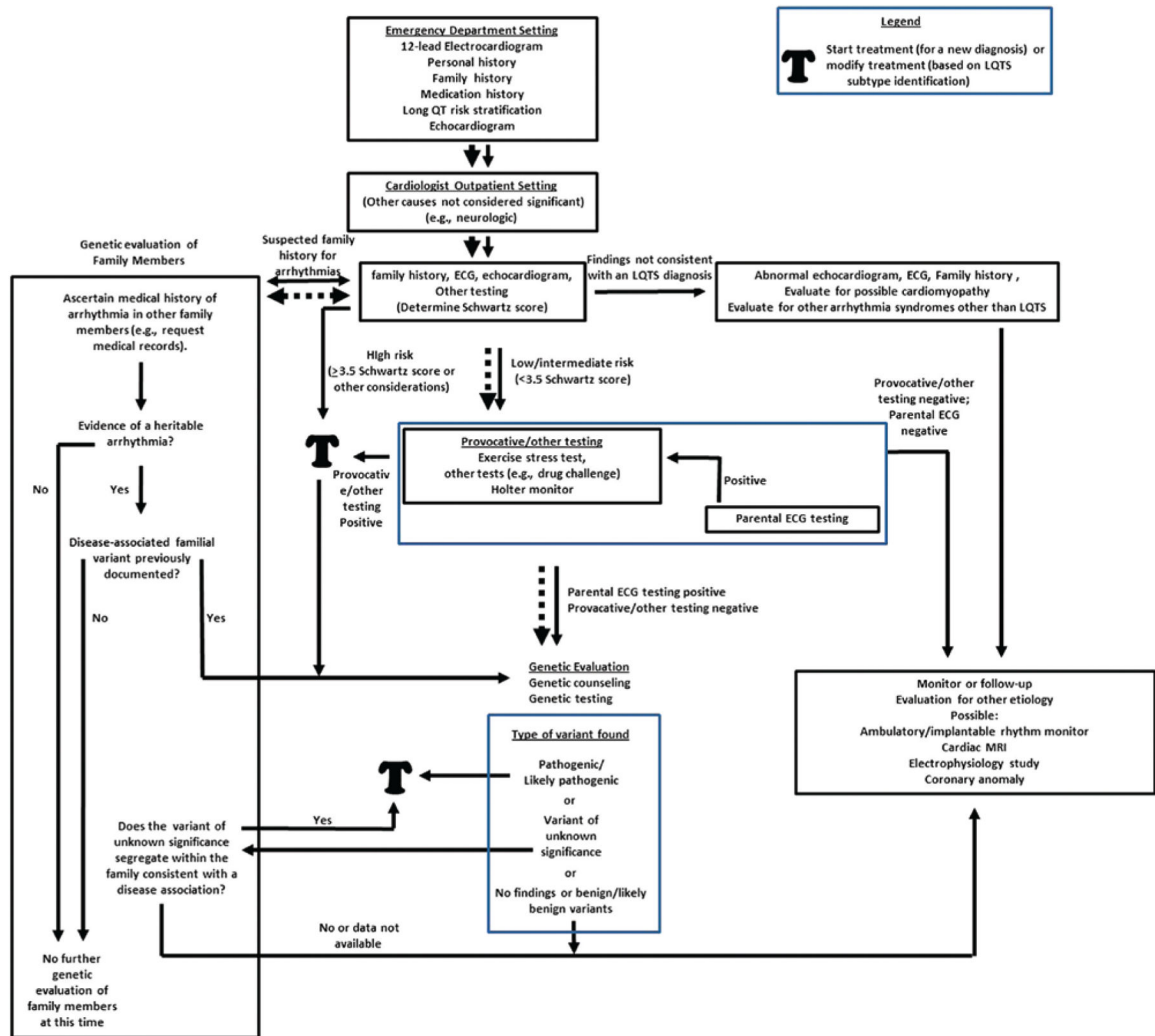 Emergency Department Setting
12-lead Electrocardiogram
Personal history
Family history
Medication history
Long QT risk stratification
Echocardiogram
Legend
Start treatment (for a new diagnosis) or
modify treatment (based on LQTS
subtype identification)
Cardiologist Outpatient Setting
(Other causes not considered significant)
(e.g., neurologic)
Genetic evaluation of
Family Members
Suspected family
history for
arrhythmias
family history, ECG, echocardiogram,
Other testing
(Determine Schwartz score)
Findings not consistent
with an LQTS diagnosis
Abnormal echocardiogram, ECG, Family history ,
Evaluate for possible cardiomyopathy
Evaluate for other arrhythmia syndromes other than LQTS
Ascertain medical history of
arrhythmia in other family
members (e.g., request
medical records).
HIgh risk
(≥3.5 Schwartz score or
other considerations)
Low/intermediate risk
(<3.5 Schwartz score)
Provocative/other
testing negative;
Parental ECG
negative
Evidence of a heritable
arrhythmia?
No
Yes
Provocative/other testing
Exercise stress test,
other tests (e.g., drug challenge)
Holter monitor
Positive
Parental ECG testing
Provocativ
e/other
testing
Positive
Disease-associated familial
variant previously
documented?
No
Yes
Parental ECG testing positive
Provacative/other testing negative
Genetic Evaluation
Genetic counseling
Genetic testing
Monitor or follow-up
Evaluation for other etiology
Possible:
Ambulatory/implantable rhythm monitor
Cardiac MRI
Electrophysiology study
Coronary anomaly
Type of variant found
Pathogenic/
Likely pathogenic
or
Variant of
unknown
significance
or
No findings or benign/likely
benign variants
Does the variant of
unknown significance
segregate within the
family consistent with a
disease association?
Yes
No or data not
available
No further
genetic
evaluation of
family members
at this time